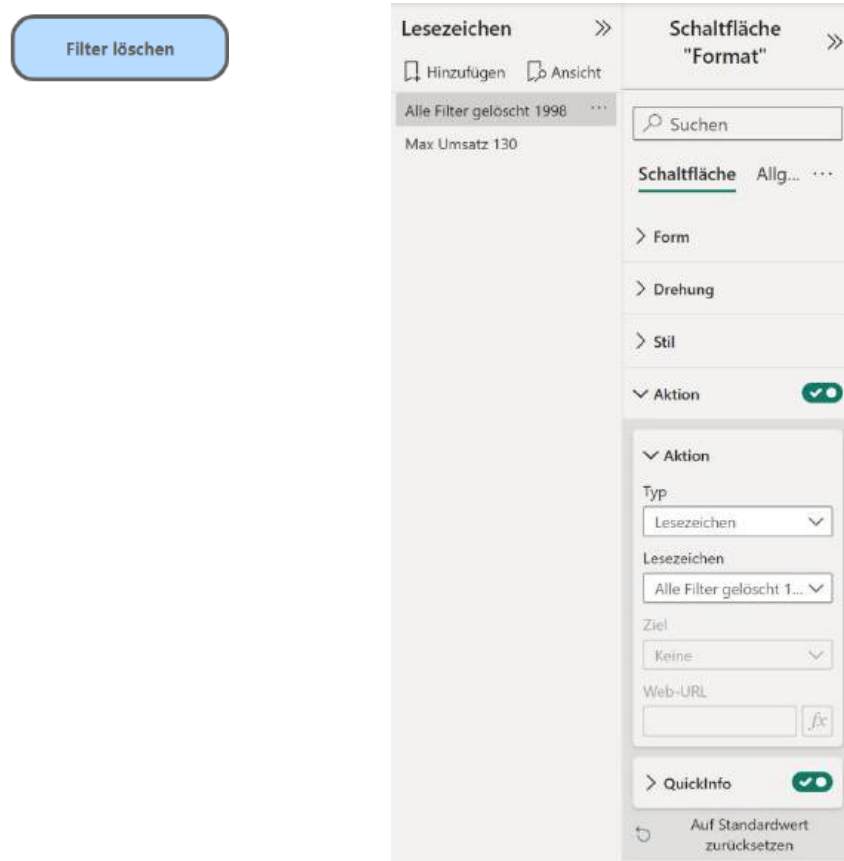 Filter löschen
Lesezeichen
Hinzufügen Ansicht
Alle Filter gelöscht 1998 ...
Max Umsatz 130
Schaltfläche
"Format"
Suchen
Schaltfläche Allg... ...
Form
Drehung
Stil
Aktion
Aktion
Typ
Lesezeichen
Lesezeichen
Alle Filter gelöscht 1...
Ziel
Keine
Web-URL
fx
QuickInfo
Auf Standardwert
zurücksetzen